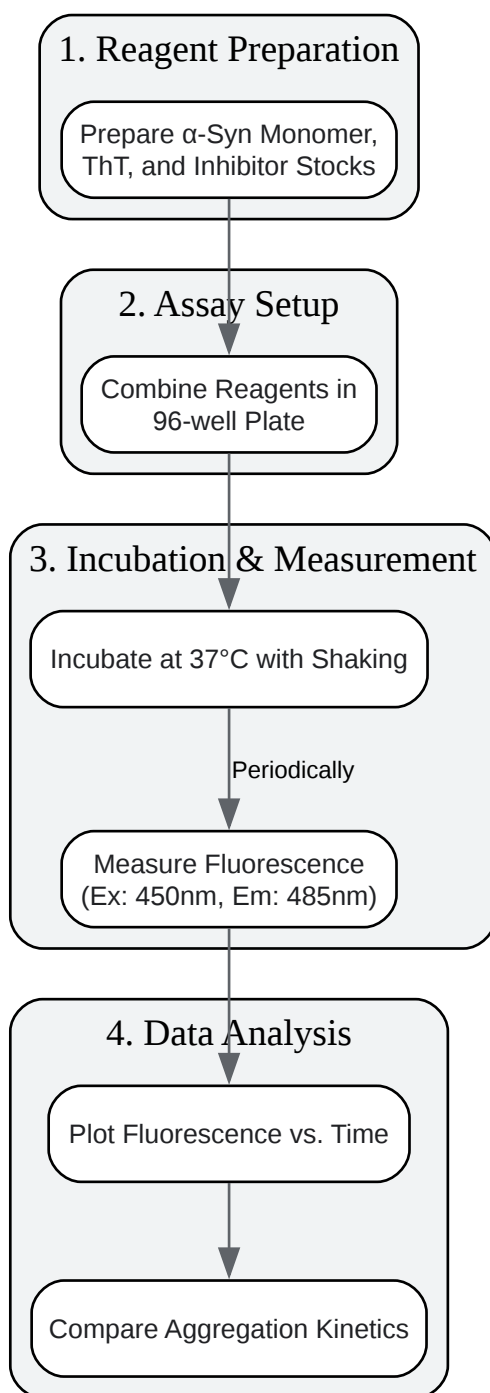 1. Reagent Preparation
Prepare α-Syn Monomer,
ThT, and Inhibitor Stocks
2. Assay Setup
Combine Reagents in
96-well Plate
3. Incubation & Measurement
Incubate at 37°C with Shaking
Periodically
Measure Fluorescence
(Ex: 450nm, Em: 485nm)
4. Data Analysis
Plot Fluorescence vs. Time
Compare Aggregation Kinetics